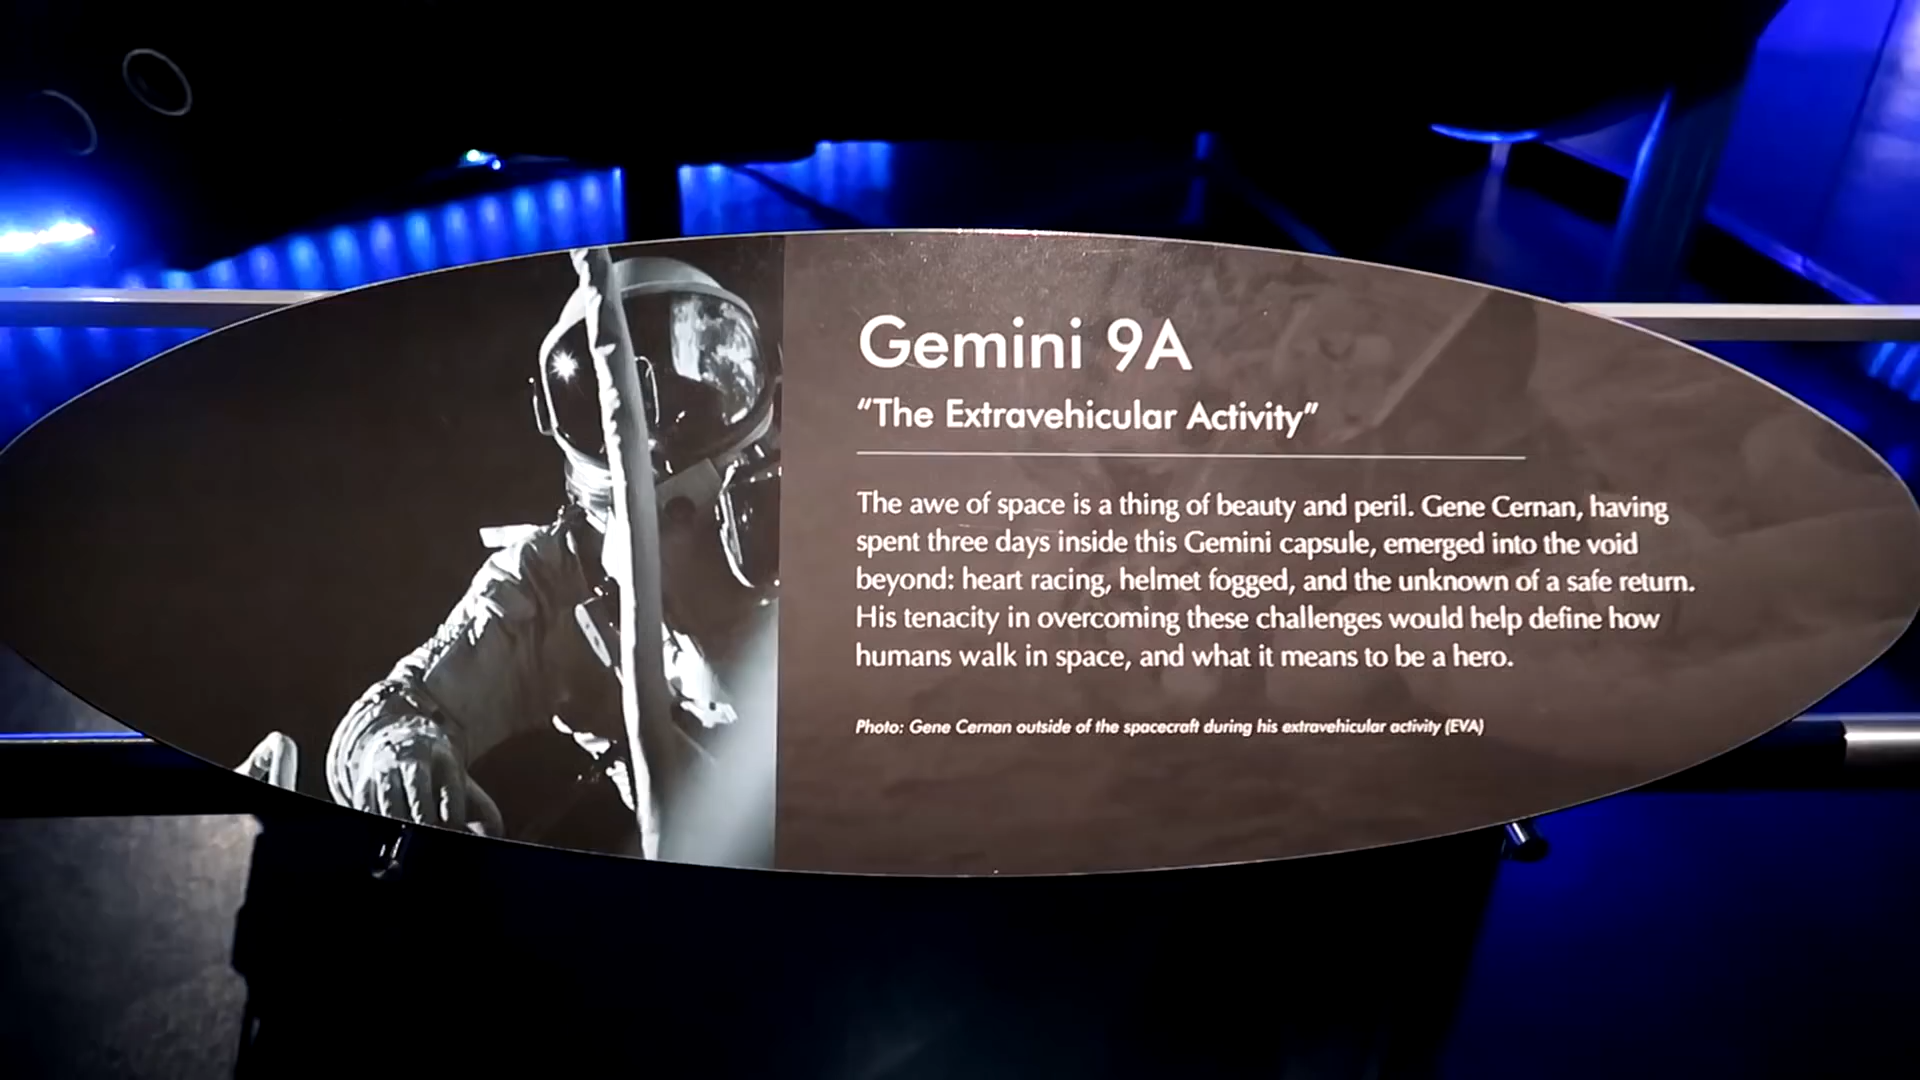 Gemini 9A
“The Extravehicular Activity”
The awe of space is a thing of beauty and peril. Gene Cernan, having
spent three days inside this Gemini capsule, emerged into the void
beyond: heart racing, helmet fogged, and the unknown of a safe return.
His tenacity in overcoming these challenges would help define how
humans walk in space, and what it means to be a hero.
Photo: Gene Cernan outside of the spacecraft during his extravehicular activity (EVA)